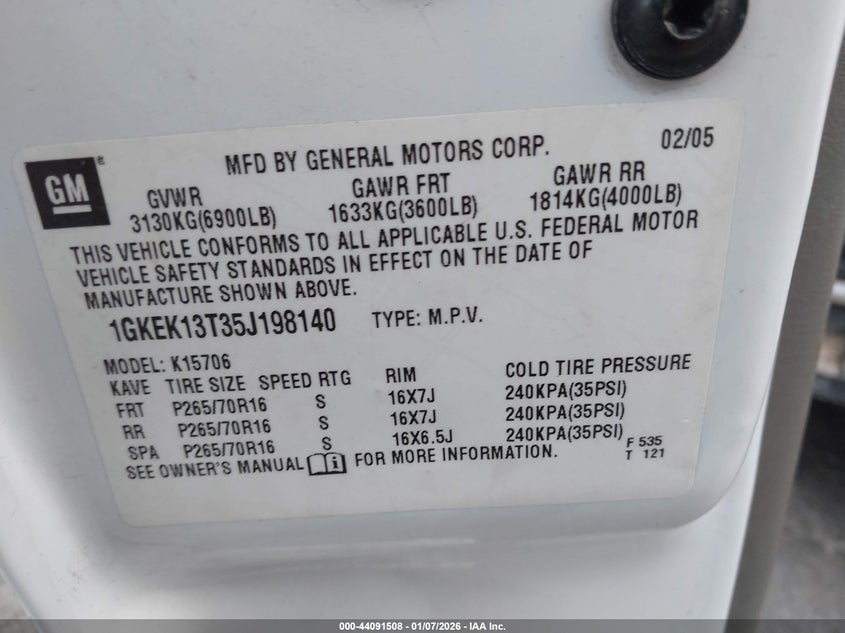 GM ®
MFD BY GENERAL MOTORS CORP. 02/05
GVWR GAWR FRT GAWR RR
3130KG(6900LB) 1633KG(3600LB) 1814KG(4000LB)
THIS VEHICLE CONFORMS TO ALL APPLICABLE U.S. FEDERAL MOTOR
VEHICLE SAFETY STANDARDS IN EFFECT ON THE DATE OF
MANUFACTURE SHOWN ABOVE.
1GKEK13T35J198140 TYPE: M.P.V.
MODEL: K15706
KAVE TIRE SIZE SPEED RTG RIM COLD TIRE PRESSURE
FRT P265/70R16 S 16X7J 240KPA(35PSI)
RR P265/70R16 S 16X7J 240KPA(35PSI)
SPA P265/70R16 S 16X6.5J 240KPA(35PSI) F 535
SEE OWNER'S MANUAL i FOR MORE INFORMATION. T 121
000-44091508 - 01/07/2026 - IAA Inc.